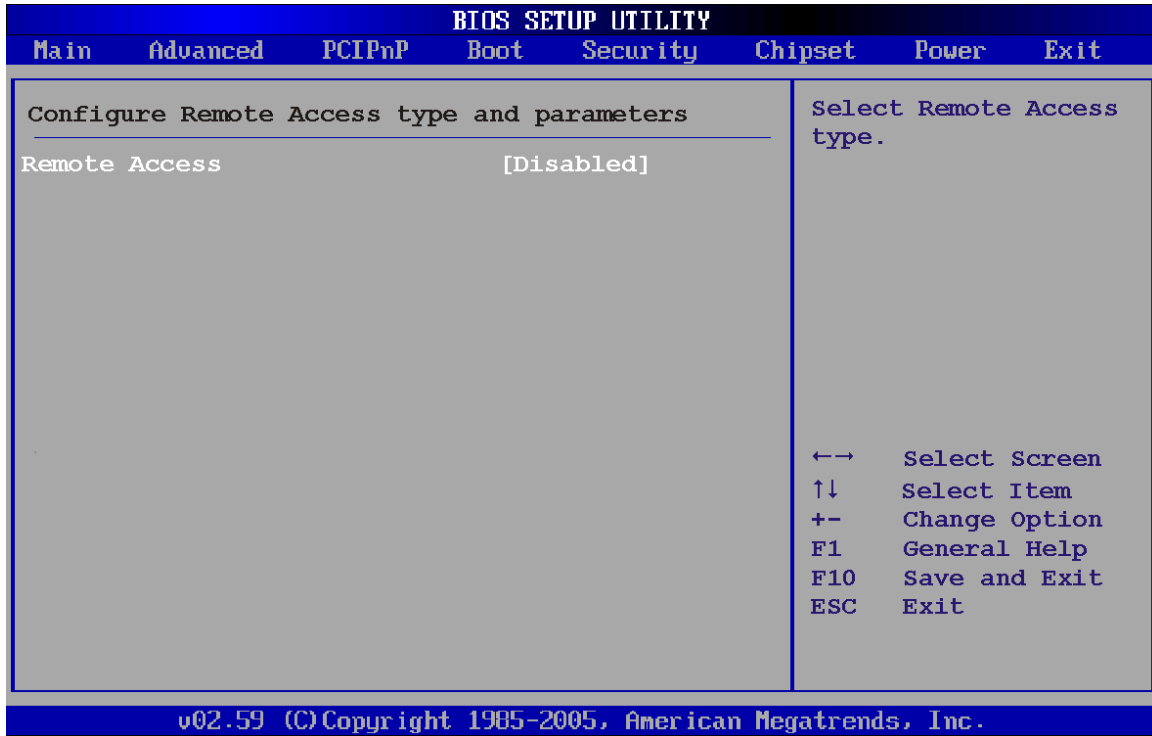 BIOS SETUP UTILITY
Main Advanced PCIPnP Boot Security Chipset Power Exit
Configure Remote Access type and parameters
Remote Access [Disabled]
Select Remote Access
type.
←→ Select Screen
↑↓ Select Item
+- Change Option
F1 General Help
F10 Save and Exit
ESC Exit
v02.59 (C)Copyright 1985-2005, American Megatrends, Inc.